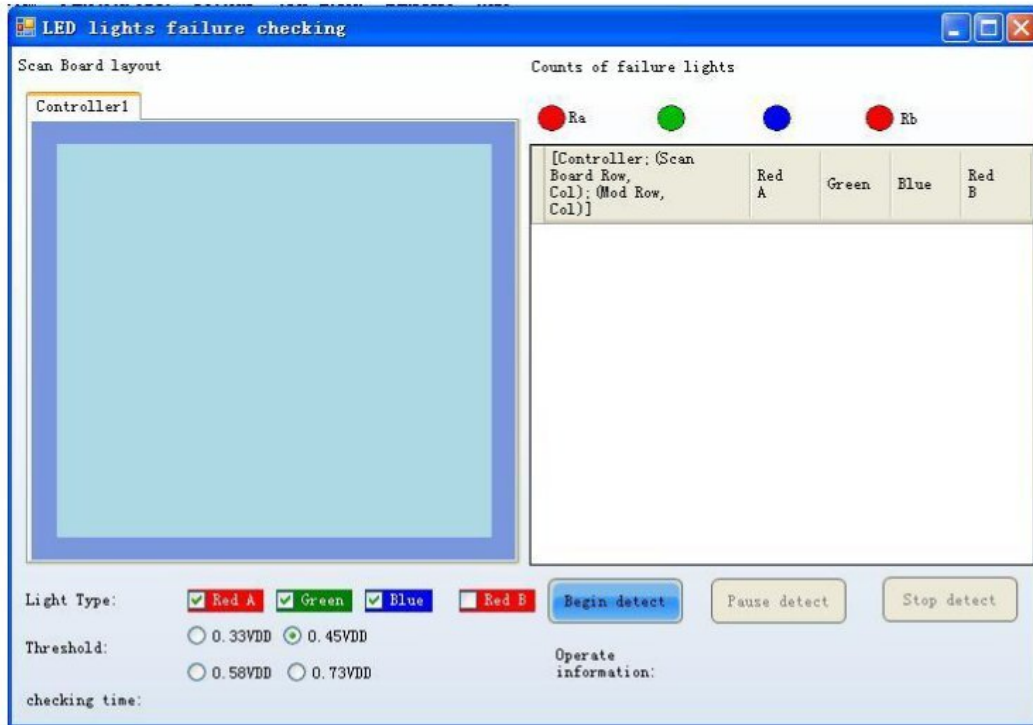 LED lights failure checking
Scan Board layout
Counts of failure lights
Controller1
Ra
Rb
[Controller;(Scan
Board Row,
Col);(Mod Row,
Col)]
Red
A
Green
Blue
Red
B
Light Type:
Red A
Green
Blue
Red B
Begin detect
Pause detect
Stop detect
Threshold:
0.33VDD
0.45VDD
0.58VDD
0.73VDD
Operate
information:
checking time: